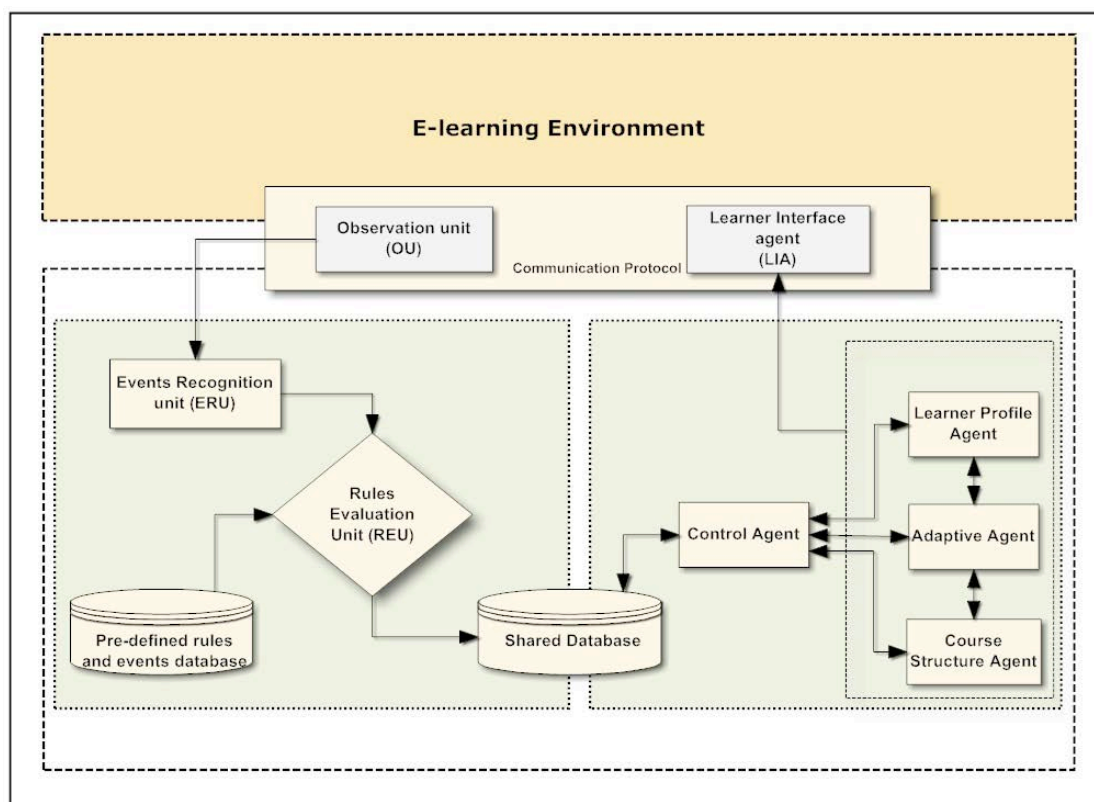 E-learning Environment
Observation unit
(OU)
Learner Interface
agent
(LIA)
Communication Protocol
Events Recognition
unit (ERU)
Rules
Evaluation
Unit (REU)
Pre-defined rules
and events database
Shared Database
Control Agent
Learner Profile
Agent
Adaptive Agent
Course
Structure Agent